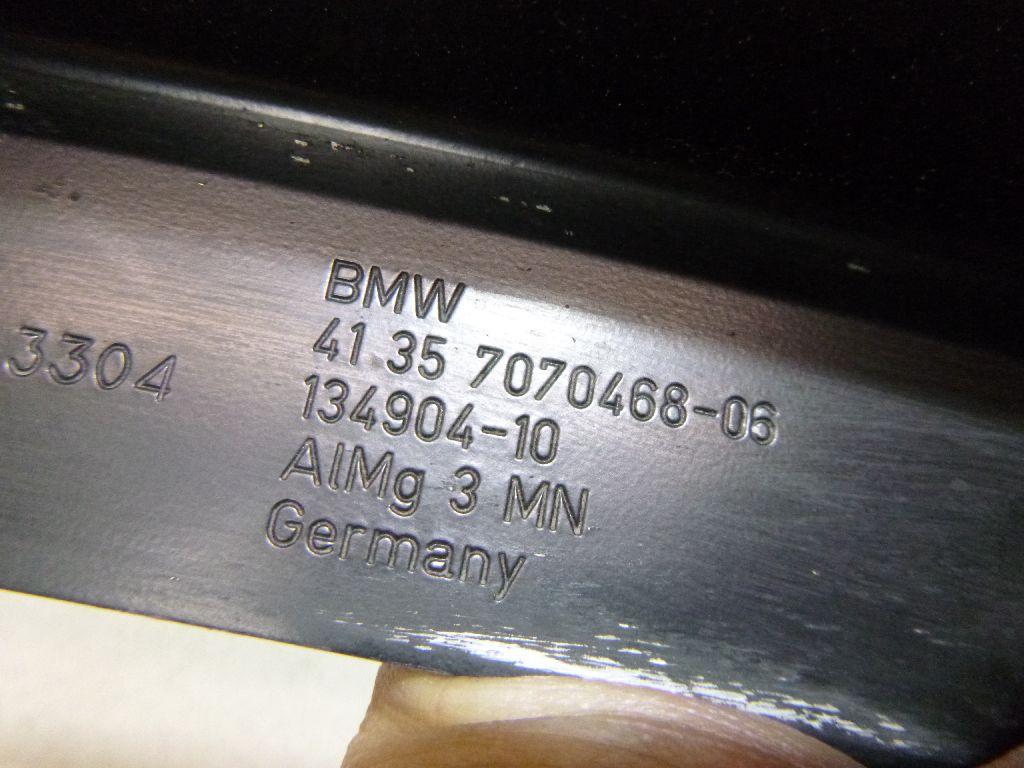 BMW
41 35 7070468-06
3304
134904-10
AlMg 3 MN
Germany